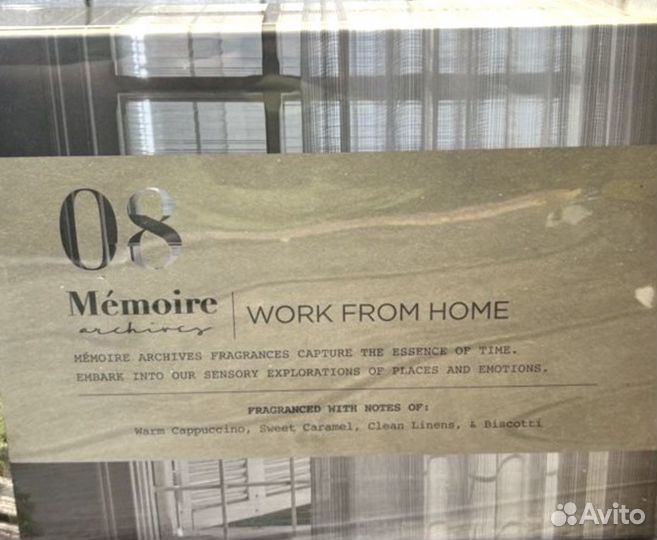 08
Mémoire
archives
WORK FROM HOME
MÉMOIRE ARCHIVES FRAGRANCES CAPTURE THE ESSENCE OF TIME.
EMBARK INTO OUR SENSORY EXPLORATIONS OF PLACES AND EMOTIONS.
FRAGRANCED WITH NOTES OF:
Warm Cappuccino, Sweet Caramel, Clean Linens, & Biscotti
Avito